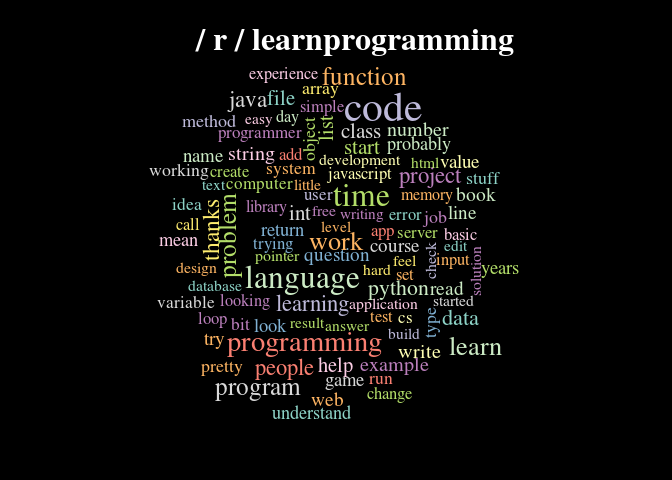 / r / learnprogramming
experience function
array
java file simple code
method easy day
programmer object list class number
start probably
name string add
development html value
working create system javascript project stuff
text computer little
user time memory book
idea library int free writing error job line
call thanks problem
return level app server basic
mean trying work course check edit
pointer question feel input solution
design hard set years
database language python read
variable looking learning application started
loop bit look result answer test cs type data
build
try programming write learn
pretty people help example
program game run
web change
understand